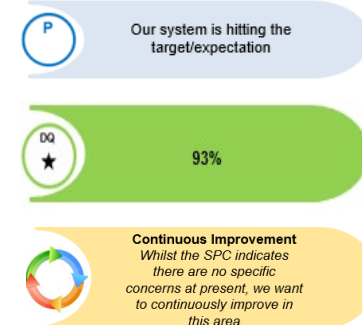 P
Our system is hitting the
target/expectation
DQ
93%
Continuous Improvement
Whilst the SPC indicates
there are no specific
concerns at present, we want
to continuously improve in
this area